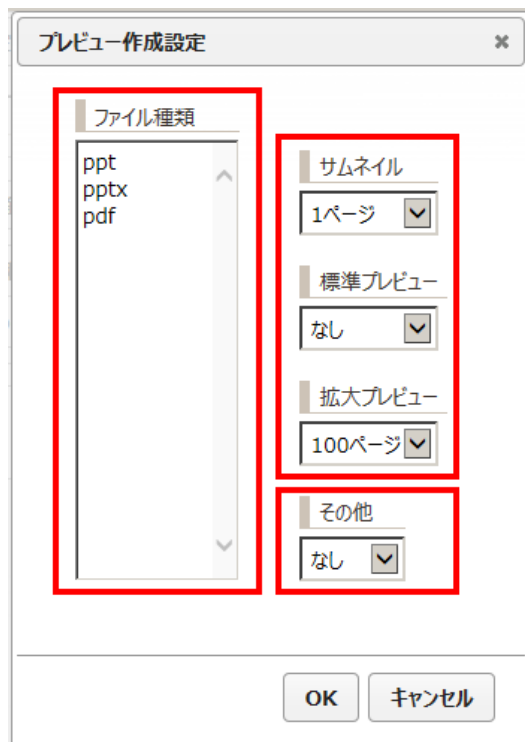 プレビュー作成設定
ファイル種類
ppt
pptx
pdf
サムネイル
1ページ
標準プレビュー
なし
拡大プレビュー
100ページ
その他
なし
OK
キャンセル